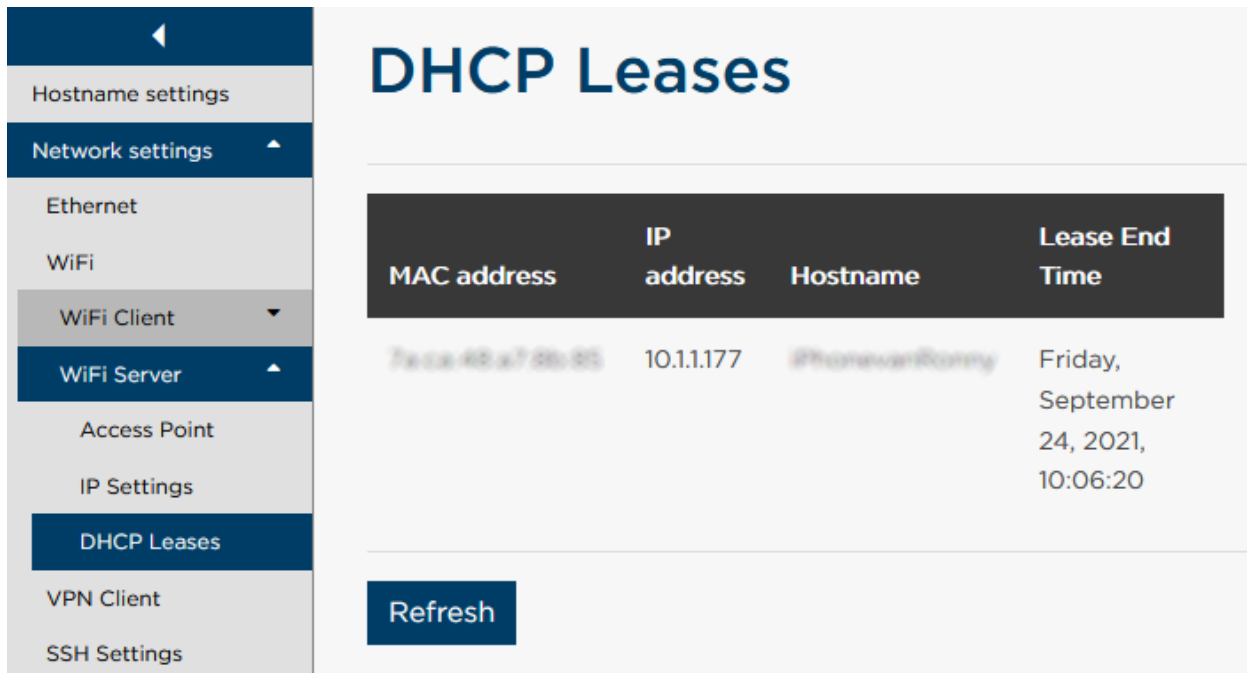 Hostname settings
Network settings
Ethernet
WiFi
WiFi Client
WiFi Server
Access Point
IP Settings
DHCP Leases
VPN Client
SSH Settings
DHCP Leases
MAC address
IP
address
Hostname
Lease End
Time
10.1.1.177
Friday,
September
24, 2021,
10:06:20
Refresh